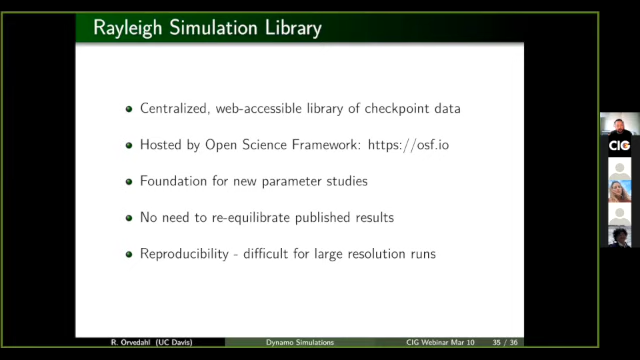 Rayleigh Simulation Library
Centralized, web-accessible library of checkpoint data
Hosted by Open Science Framework: https://osf.io
Foundation for new parameter studies
No need to re-equilibrate published results
Reproducibility - difficult for large resolution runs
CIG
R. Orvedahl (UC Davis) Dynamo Simulations CIG Webinar Mar 10 35 / 36